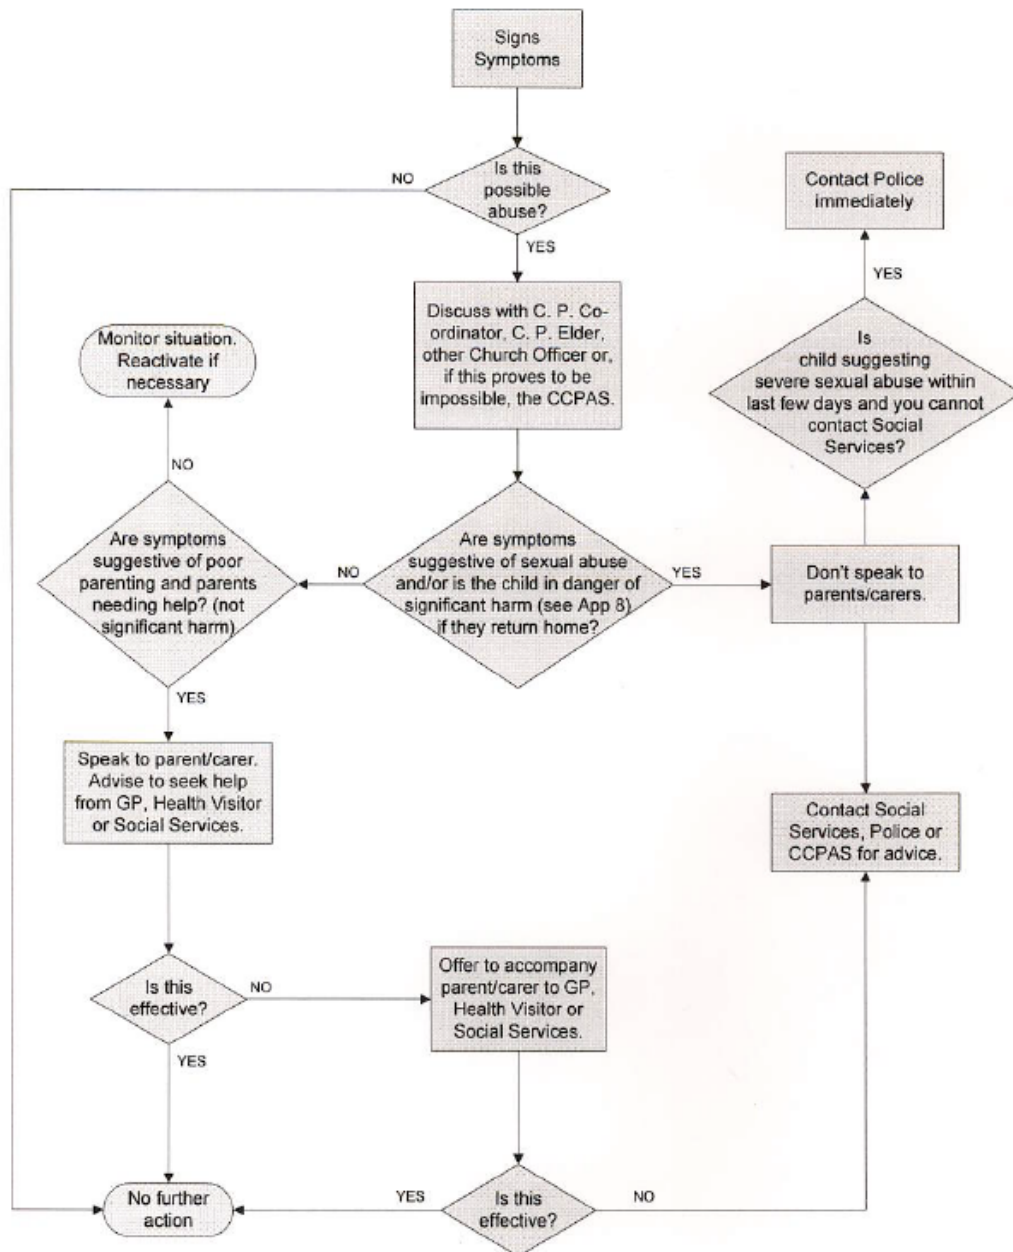 Signs
Symptoms
Is this
possible
abuse?
NO
YES
Contact Police
immediately
YES
Discuss with C. P. Co-
ordinator, C. P. Elder,
other Church Officer or,
if this proves to be
impossible, the CCPAS.
Monitor situation.
Reactivate if
necessary
Is
child suggesting
severe sexual abuse within
last few days and you cannot
contact Social
Services?
NO
Are symptoms
suggestive of poor
parenting and parents
needing help? (not
significant harm)
NO
Are symptoms
suggestive of sexual abuse
and/or is the child in danger of
significant harm (see App 8)
if they return home?
YES
Don't speak to
parents/carers.
YES
Speak to parent/carer.
Advise to seek help
from GP, Health Visitor
or Social Services.
Contact Social
Services, Police or
CCPAS for advice.
Is this
effective?
NO
Offer to accompany
parent/carer to GP,
Health Visitor or
Social Services.
YES
No further
action
YES
Is this
effective?
NO